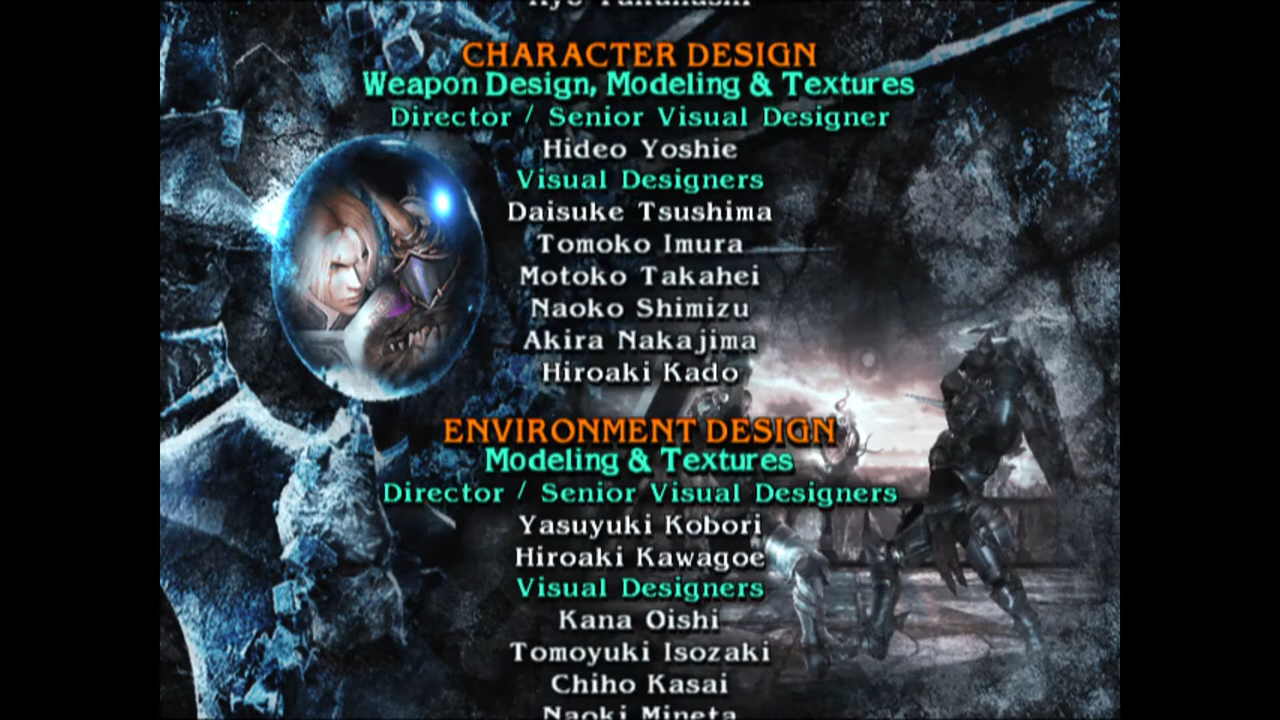 CHARACTER DESIGN
Weapon Design, Modeling & Textures
Director / Senior Visual Designer
Hideo Yoshie
Visual Designers
Daisuke Tsushima
Tomoko Imura
Motoko Takahei
Naoko Shimizu
Akira Nakajima
Hiroaki Kado
ENVIRONMENT DESIGN
Modeling & Textures
Director / Senior Visual Designers
Yasuyuki Kobori
Hiroaki Kawagoe
Visual Designers
Kana Oishi
Tomoyuki Isozaki
Chiho Kasai
Naoki Mineta